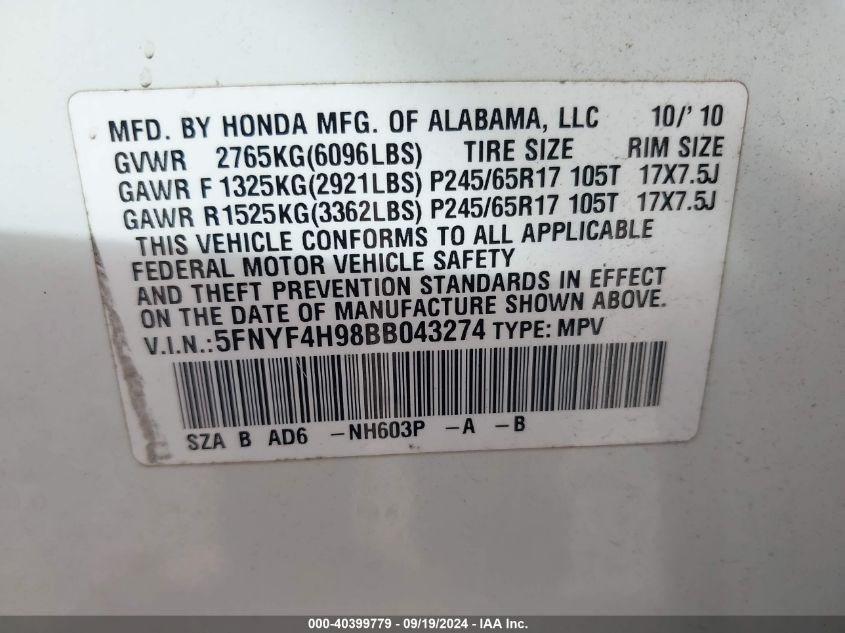 MFD. BY HONDA MFG. OF ALABAMA, LLC 10/'10
GVWR 2765KG(6096LBS) TIRE SIZE RIM SIZE
GAWR F 1325KG(2921LBS) P245/65R17 105T 17X7.5J
GAWR R 1525KG(3362LBS) P245/65R17 105T 17X7.5J
THIS VEHICLE CONFORMS TO ALL APPLICABLE
FEDERAL MOTOR VEHICLE SAFETY
AND THEFT PREVENTION STANDARDS IN EFFECT
ON THE DATE OF MANUFACTURE SHOWN ABOVE.
V.I.N.:5FNYF4H98BB043274 TYPE: MPV
SZA B AD6 -NH603P -A -B
000-40399779 - 09/19/2024 - IAA Inc.